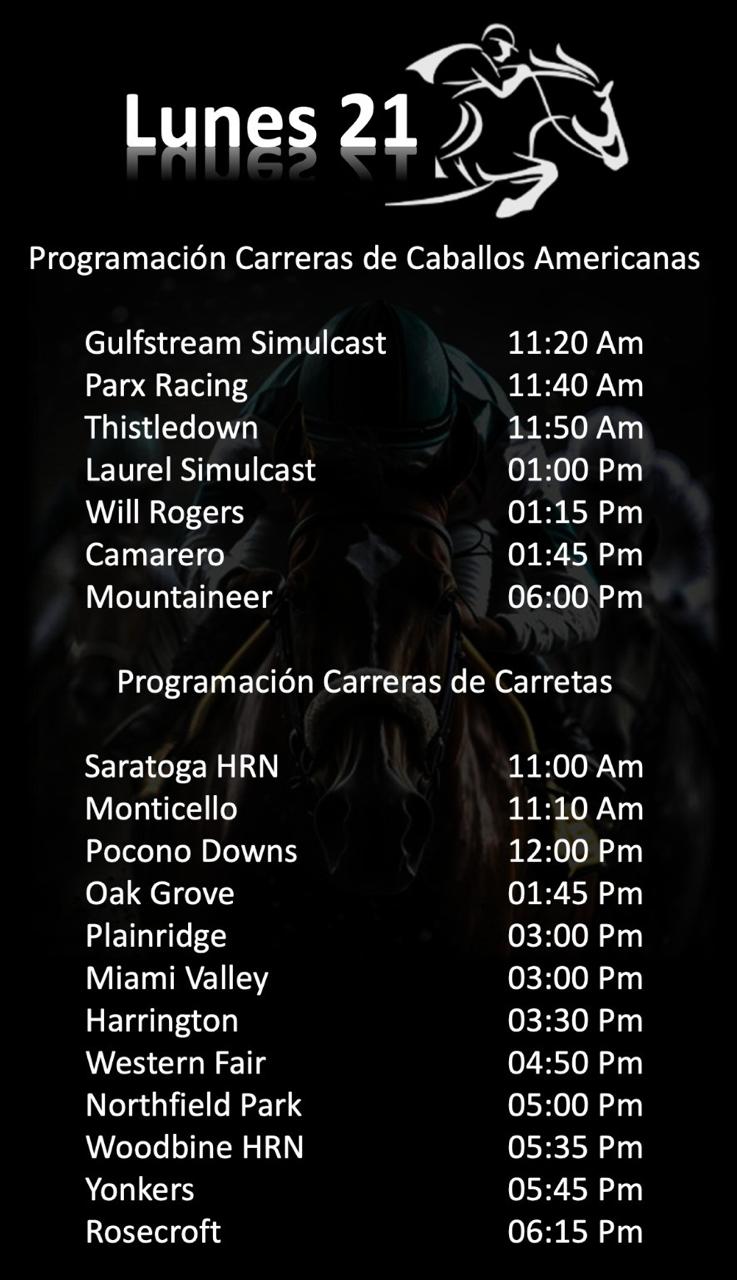 Lunes 21
Programación Carreras de Caballos Americanas
Gulfstream Simulcast 11:20 Am
Parx Racing 11:40 Am
Thistledown 11:50 Am
Laurel Simulcast 01:00 Pm
Will Rogers 01:15 Pm
Camarero 01:45 Pm
Mountaineer 06:00 Pm
Programación Carreras de Carretas
Saratoga HRN 11:00 Am
Monticello 11:10 Am
Pocono Downs 12:00 Pm
Oak Grove 01:45 Pm
Plainridge 03:00 Pm
Miami Valley 03:00 Pm
Harrington 03:30 Pm
Western Fair 04:50 Pm
Northfield Park 05:00 Pm
Woodbine HRN 05:35 Pm
Yonkers 05:45 Pm
Rosecroft 06:15 Pm